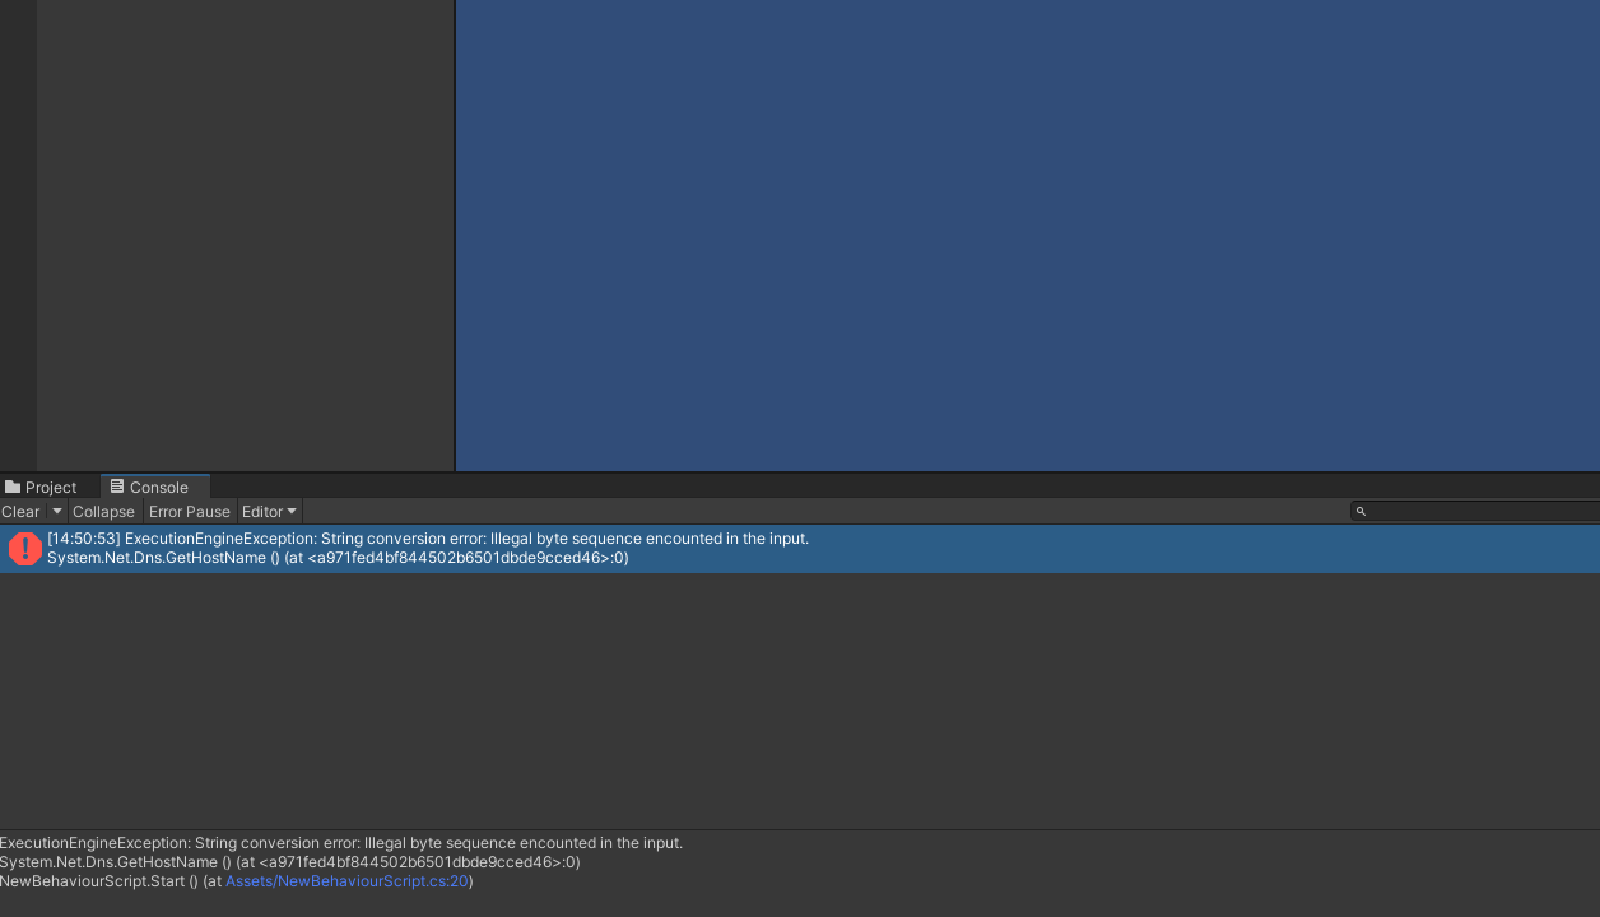 Project
Console
Clear
Collapse
Error Pause
Editor
[14:50:53] ExecutionEngineException: String conversion error: Illegal byte sequence encounted in the input.
System.Net.Dns.GetHostName () (at <a971fed4bf844502b6501dbde9cced46>:0)
ExecutionEngineException: String conversion error: Illegal byte sequence encounted in the input.
System.Net.Dns.GetHostName () (at <a971fed4bf844502b6501dbde9cced46>:0)
NewBehaviourScript.Start () (at Assets/NewBehaviourScript.cs:20)